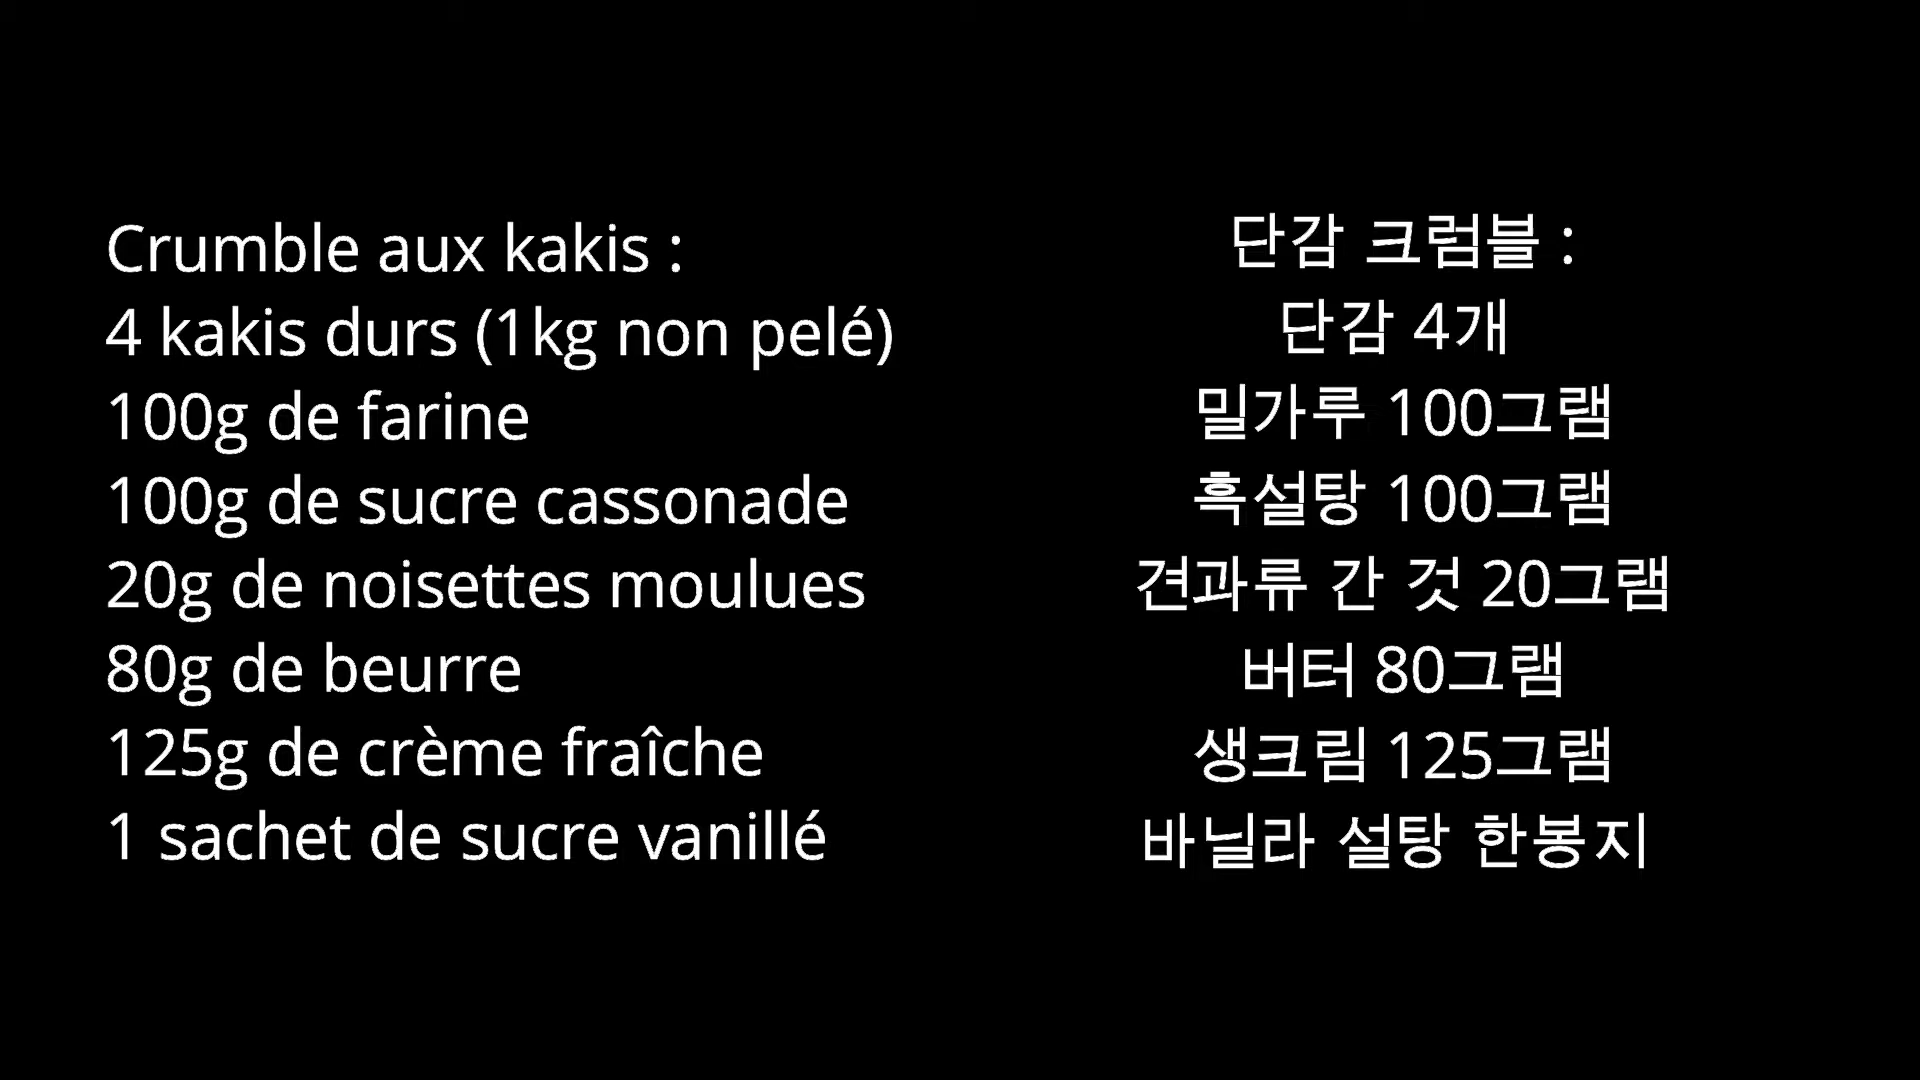 Crumble aux kakis :
4 kakis durs (1kg non pelé)
100g de farine
100g de sucre cassonade
20g de noisettes moulues
80g de beurre
125g de crème fraîche
1 sachet de sucre vanillé
단감 크럼블 :
단감 4개
밀가루 100그램
흑설탕 100그램
견과류 간 것 20그램
버터 80그램
생크림 125그램
바닐라 설탕 한봉지